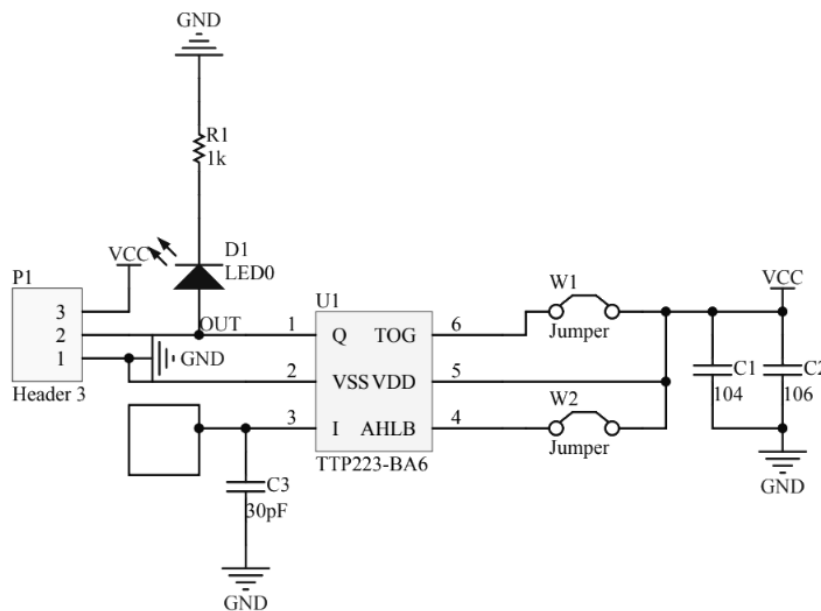 GND
R1
1k
VCC
D1
LED0
P1
3
2
1
Header 3
OUT
GND
U1
1
Q
TOG
6
2
VSS
VDD
5
3
I
AHLB
4
TTP223-BA6
W1
Jumper
W2
Jumper
VCC
C1
104
C2
106
GND
C3
30pF
GND